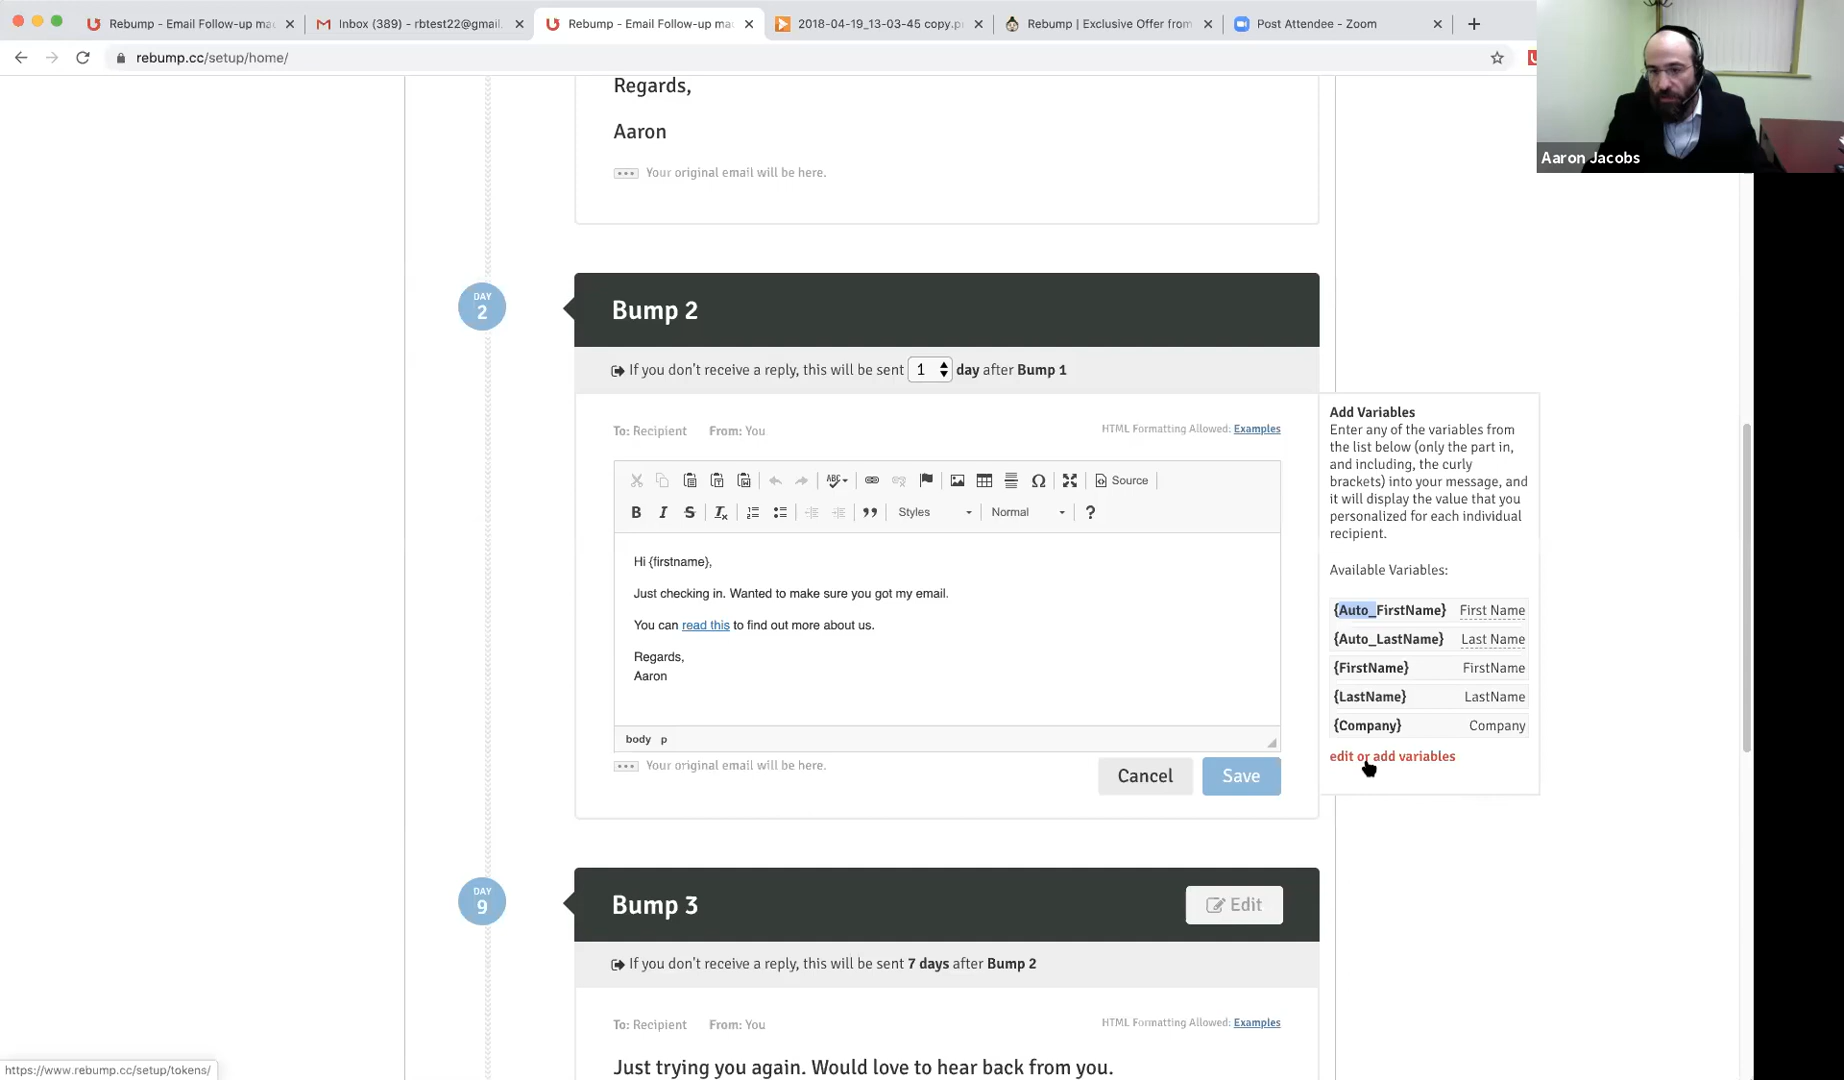 Rebump - Email Follow-up mac
Inbox (389) - rbtest22@gmail.
Rebump - Email Follow-up mac
2018-04-19_13-03-45 copy.p
Rebump | Exclusive Offer from
Post Attendee - Zoom
rebump.cc/setup/home/
Aaron Jacobs
Regards,
Aaron
Your original email will be here.
DAY
2
Bump 2
If you don't receive a reply, this will be sent 1 day after Bump 1
To: Recipient From: You
HTML Formatting Allowed: Examples
ABC
Source
B I S Tx Styles Normal ?
Hi {firstname},
Just checking in. Wanted to make sure you got my email.
You can read this to find out more about us.
Regards,
Aaron
body p
Your original email will be here.
Cancel Save
Add Variables
Enter any of the variables from
the list below (only the part in,
and including, the curly
brackets) into your message, and
it will display the value that you
personalized for each individual
recipient.
Available Variables:
{Auto_FirstName} First Name
{Auto_LastName} Last Name
{FirstName} FirstName
{LastName} LastName
{Company} Company
edit or add variables
DAY
9
Bump 3
Edit
If you don't receive a reply, this will be sent 7 days after Bump 2
To: Recipient From: You
HTML Formatting Allowed: Examples
Just trying you again. Would love to hear back from you.
https://www.rebump.cc/setup/tokens/